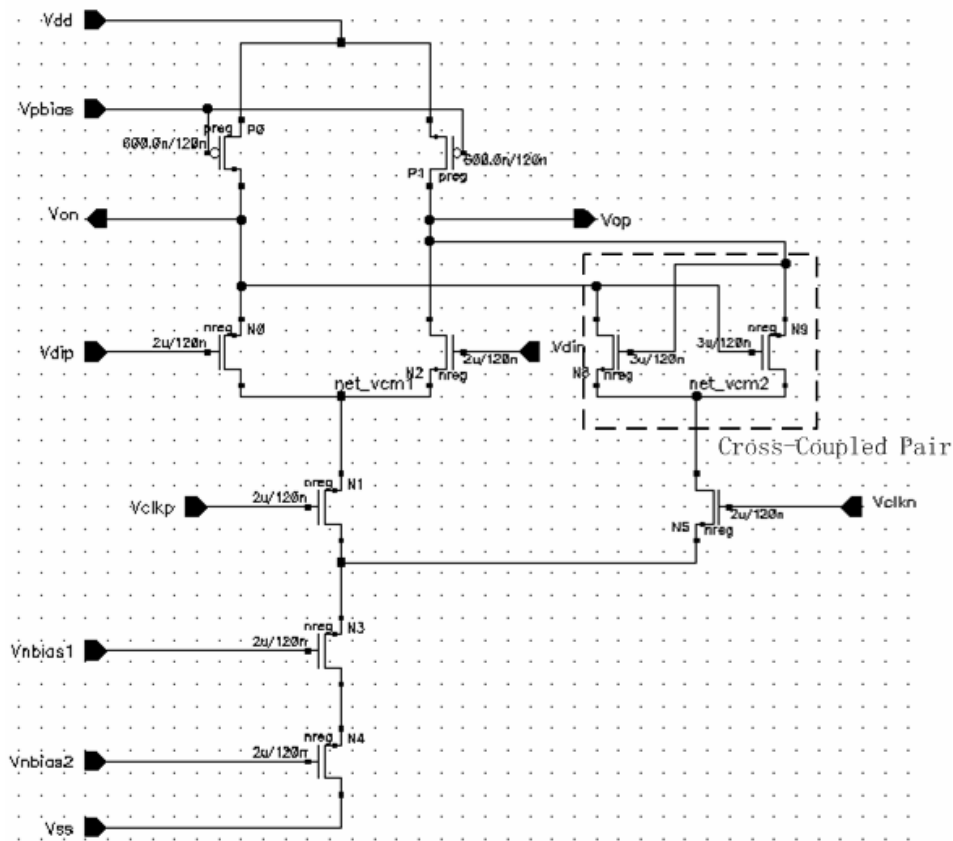 Vdd
Vpbias
preg P0
600.0n/120n
600.0n/120n
P1 preg
Von
Vop
nreg N0
Vdip
2u/120n
Vdin
2u/120n
N2 nreg
net_vcm1
nreg N9
3u/120n
3u/120n
net_vcm2
Cross-Coupled Pair
nreg N1
Vclkp
2u/120n
Vclkn
2u/120n
N5 nreg
nreg N3
Vnbias1
2u/120n
nreg N4
Vnbias2
2u/120n
Vss